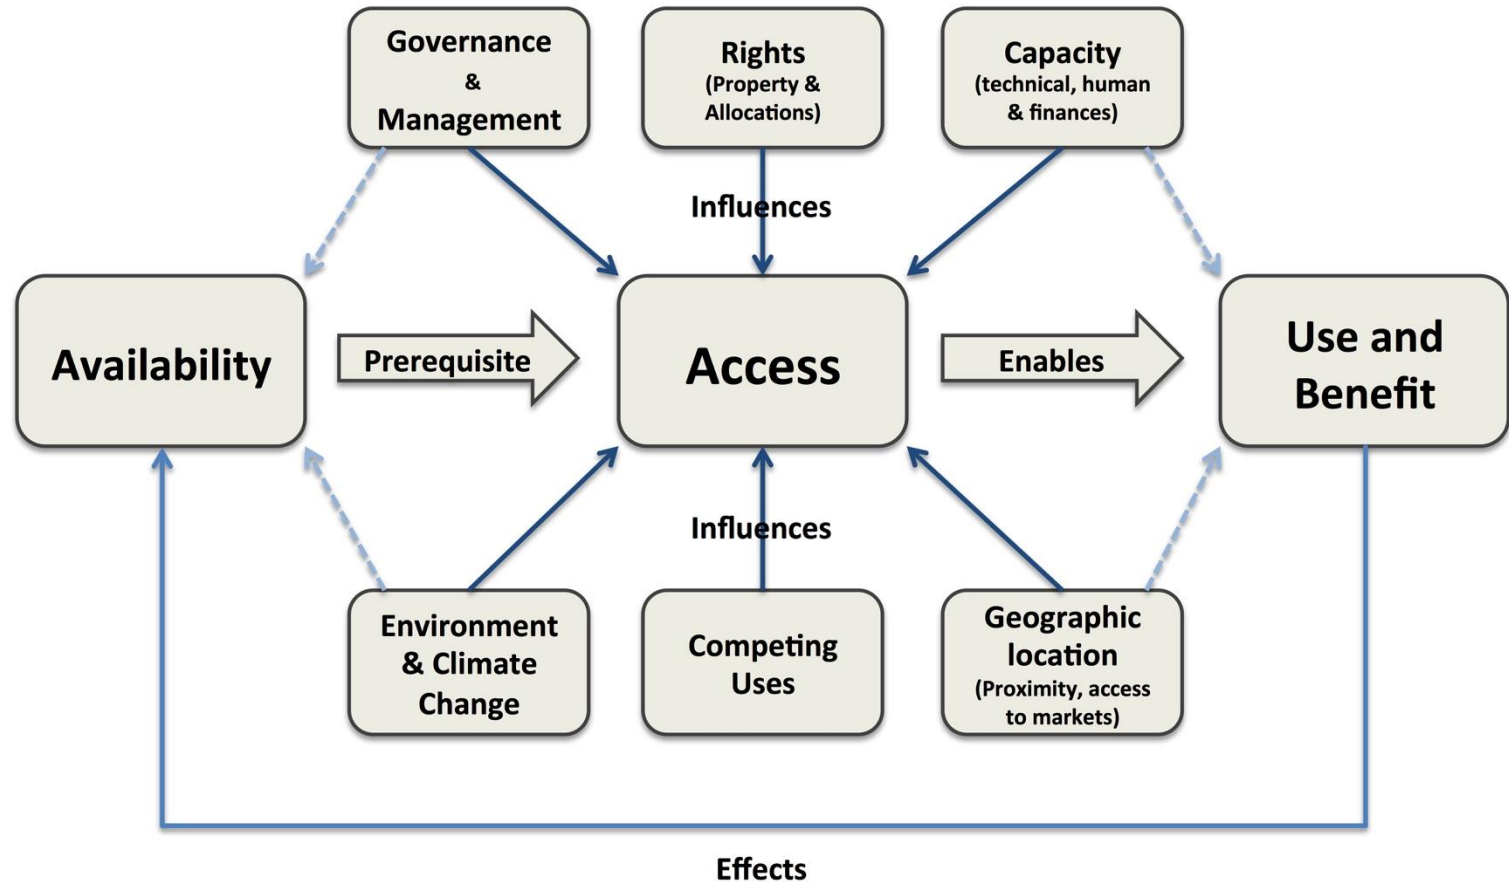 Governance
&
Management
Rights
(Property &
Allocations)
Capacity
(technical, human
& finances)
Influences
Availability
Prerequisite
Access
Enables
Use and
Benefit
Influences
Environment
& Climate
Change
Competing
Uses
Geographic
location
(Proximity, access
to markets)
Effects